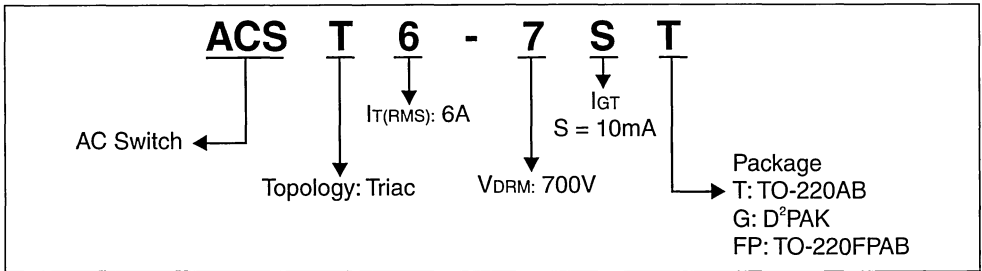 ACS T 6 - 7 S T
AC Switch
Topology: Triac
IT(RMS): 6A
VDRM: 700V
IGT
S = 10mA
Package
T: TO-220AB
G: D²PAK
FP: TO-220FPAB